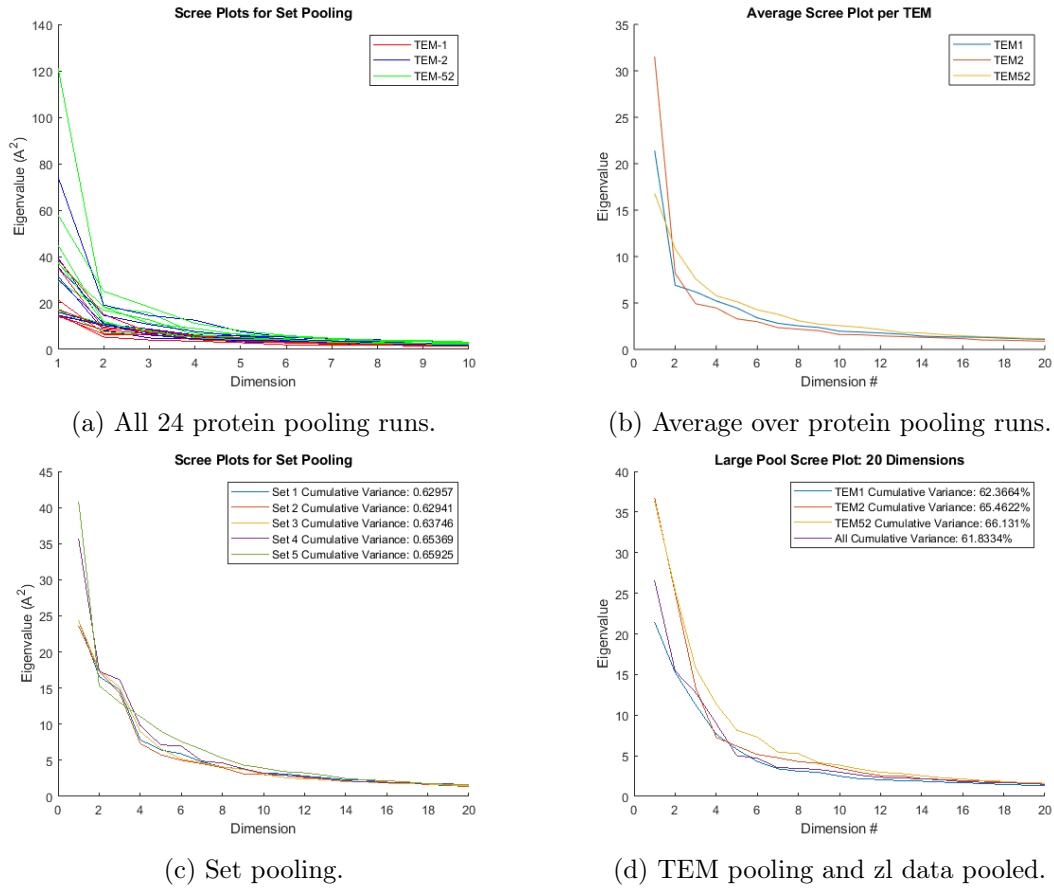 Scree Plots for Set Pooling
Eigenvalue (A^2)
140
120
100
80
60
40
20
0
TEM-1
TEM-2
TEM-52
1 2 3 4 5 6 7 8 9 10
Dimension
(a) All 24 protein pooling runs.
Average Scree Plot per TEM
Eigenvalue
35
30
25
20
15
10
5
0
TEM1
TEM2
TEM52
0 2 4 6 8 10 12 14 16 18 20
Dimension #
(b) Average over protein pooling runs.
Scree Plots for Set Pooling
Eigenvalue (A^2)
45
40
35
30
25
20
15
10
5
0
Set 1 Cumulative Variance: 0.62957
Set 2 Cumulative Variance: 0.62941
Set 3 Cumulative Variance: 0.63746
Set 4 Cumulative Variance: 0.65369
Set 5 Cumulative Variance: 0.65925
0 2 4 6 8 10 12 14 16 18 20
Dimension
(c) Set pooling.
Large Pool Scree Plot: 20 Dimensions
Eigenvalue
40
35
30
25
20
15
10
5
0
TEM1 Cumulative Variance: 62.3664%
TEM2 Cumulative Variance: 65.4622%
TEM52 Cumulative Variance: 66.131%
All Cumulative Variance: 61.8334%
0 2 4 6 8 10 12 14 16 18 20
Dimension #
(d) TEM pooling and zl data pooled.